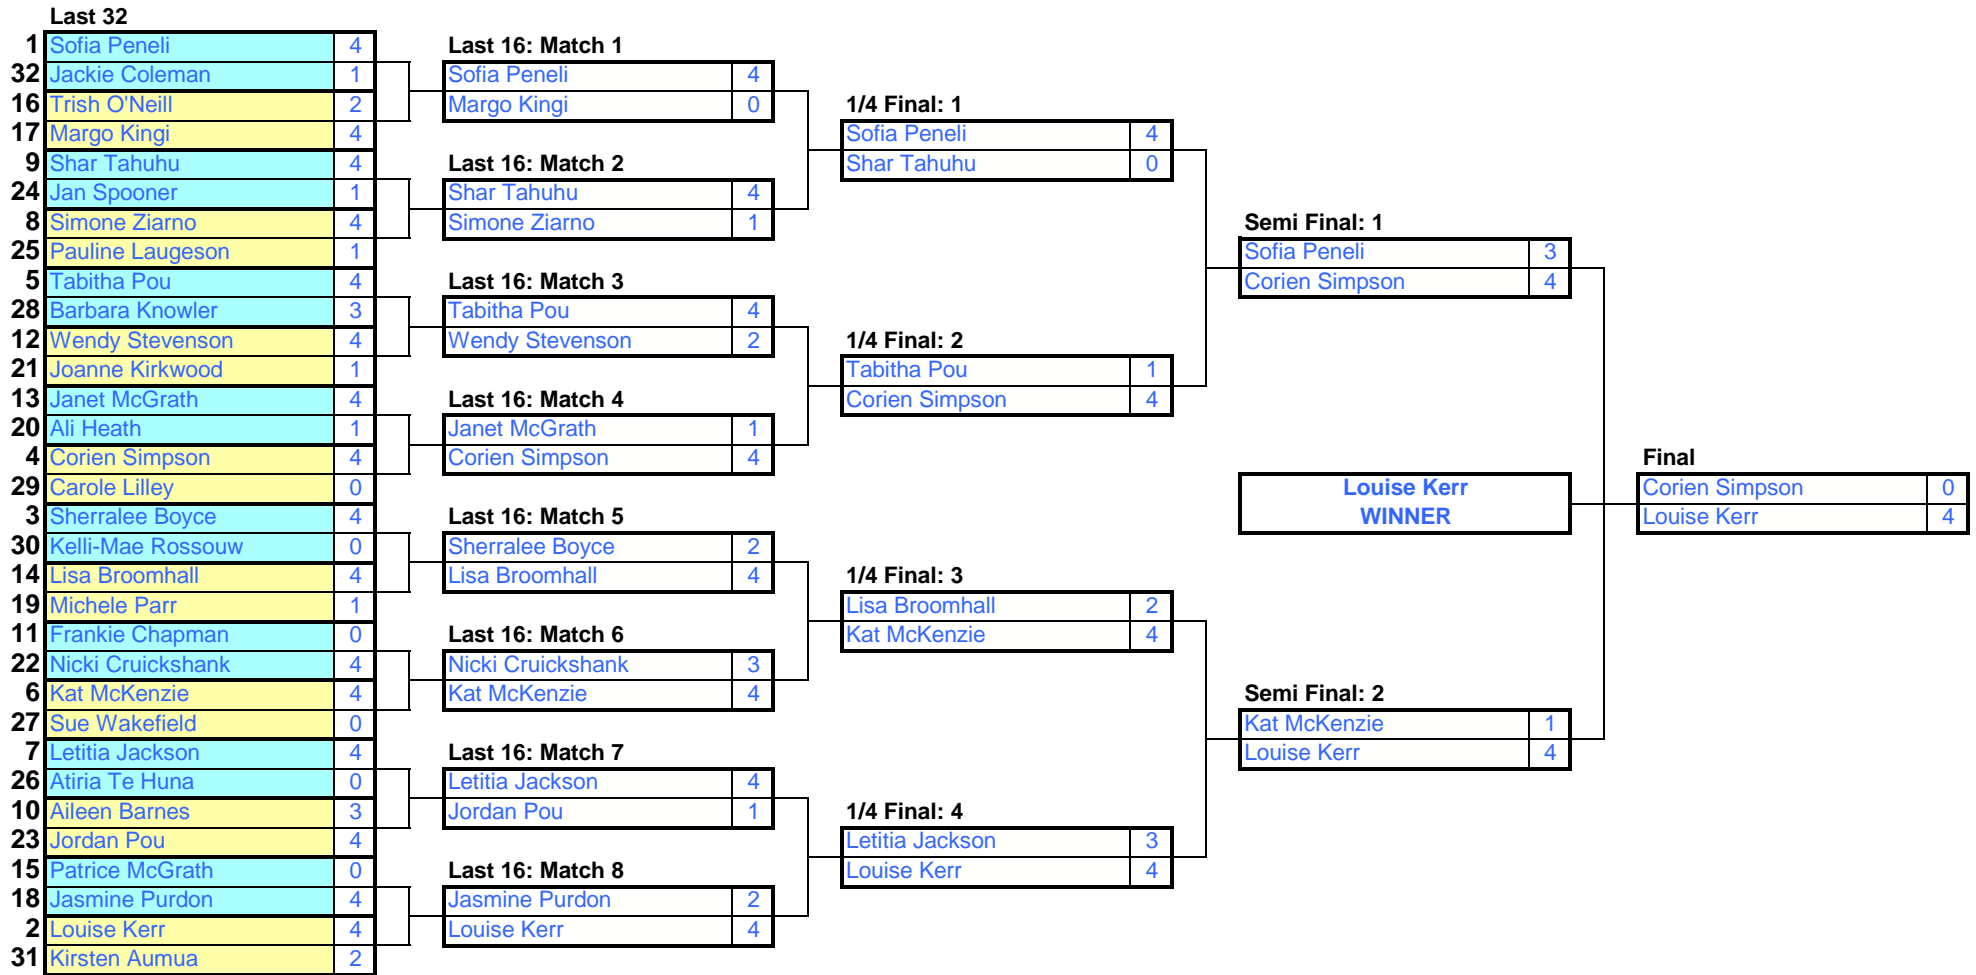 Last 32
1 Sofia Peneli 4
32 Jackie Coleman 1
16 Trish O'Neill 2
17 Margo Kingi 4
9 Shar Tahuhu 4
24 Jan Spooner 1
8 Simone Ziarno 4
25 Pauline Laugeson 1
5 Tabitha Pou 4
28 Barbara Knowler 3
12 Wendy Stevenson 4
21 Joanne Kirkwood 1
13 Janet McGrath 4
20 Ali Heath 1
4 Corien Simpson 4
29 Carole Lilley 0
3 Sherralee Boyce 4
30 Kelli-Mae Rossouw 0
14 Lisa Broomhall 4
19 Michele Parr 1
11 Frankie Chapman 0
22 Nicki Cruickshank 4
6 Kat McKenzie 4
27 Sue Wakefield 0
7 Letitia Jackson 4
26 Atiria Te Huna 0
10 Aileen Barnes 3
23 Jordan Pou 4
15 Patrice McGrath 0
18 Jasmine Purdon 4
2 Louise Kerr 4
31 Kirsten Aumua 2
Last 16: Match 1
Sofia Peneli 4
Margo Kingi 0
Last 16: Match 2
Shar Tahuhu 4
Simone Ziarno 1
Last 16: Match 3
Tabitha Pou 4
Wendy Stevenson 2
Last 16: Match 4
Janet McGrath 1
Corien Simpson 4
Last 16: Match 5
Sherralee Boyce 2
Lisa Broomhall 4
Last 16: Match 6
Nicki Cruickshank 3
Kat McKenzie 4
Last 16: Match 7
Letitia Jackson 4
Jordan Pou 1
Last 16: Match 8
Jasmine Purdon 2
Louise Kerr 4
1/4 Final: 1
Sofia Peneli 4
Shar Tahuhu 0
1/4 Final: 2
Tabitha Pou 1
Corien Simpson 4
1/4 Final: 3
Lisa Broomhall 2
Kat McKenzie 4
1/4 Final: 4
Letitia Jackson 3
Louise Kerr 4
Semi Final: 1
Sofia Peneli 3
Corien Simpson 4
Louise Kerr
WINNER
Semi Final: 2
Kat McKenzie 1
Louise Kerr 4
Final
Corien Simpson 0
Louise Kerr 4